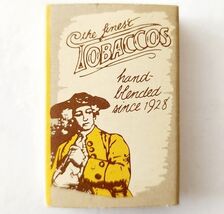 the finest
TOBACCOS
hand-
blended
since 1928